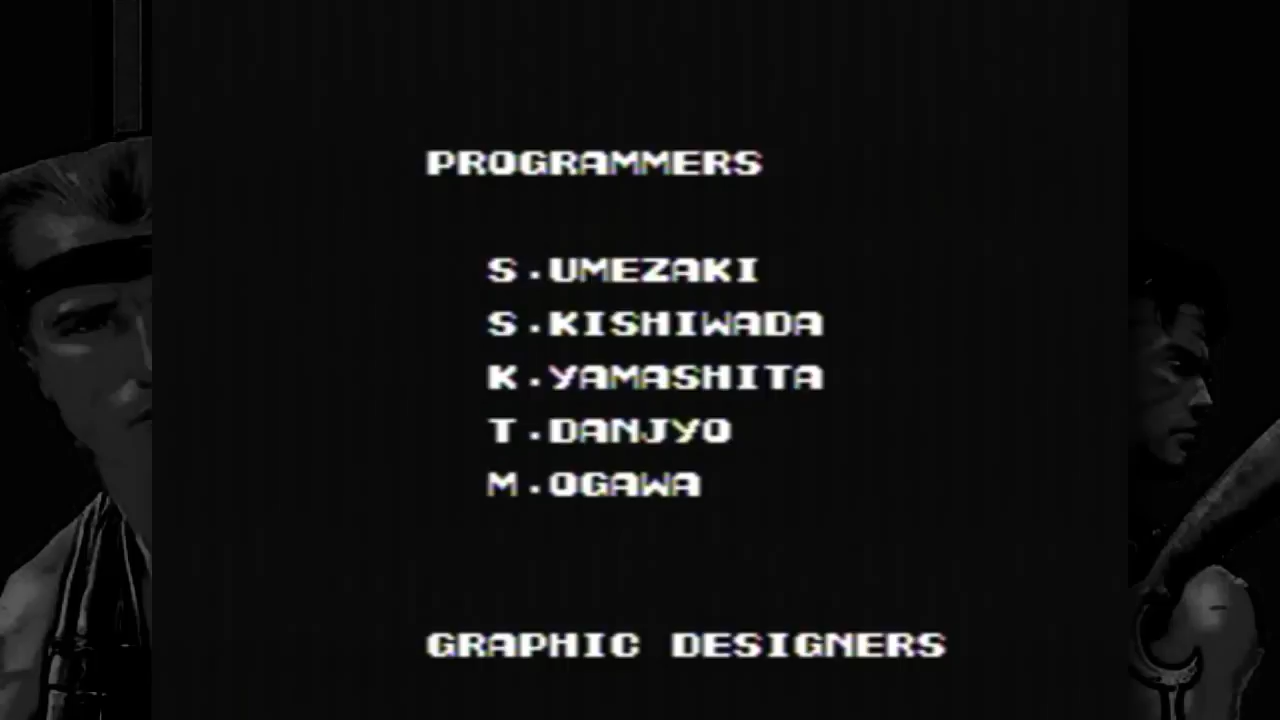 PROGRAMMERS
S.UMEZAKI
S.KISHIWADA
K.YAMASHITA
T.DANJYO
M.OGAWA
GRAPHIC DESIGNERS